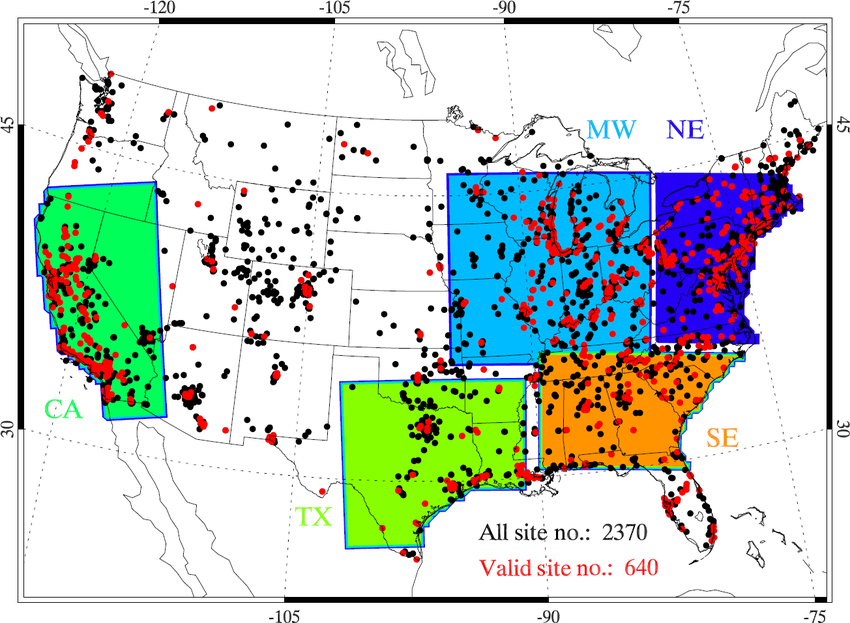 -120 -105 -90 -75
45 45
MW NE
CA
30 30
SE
TX
All site no.: 2370
Valid site no.: 640
-105 -90 -75